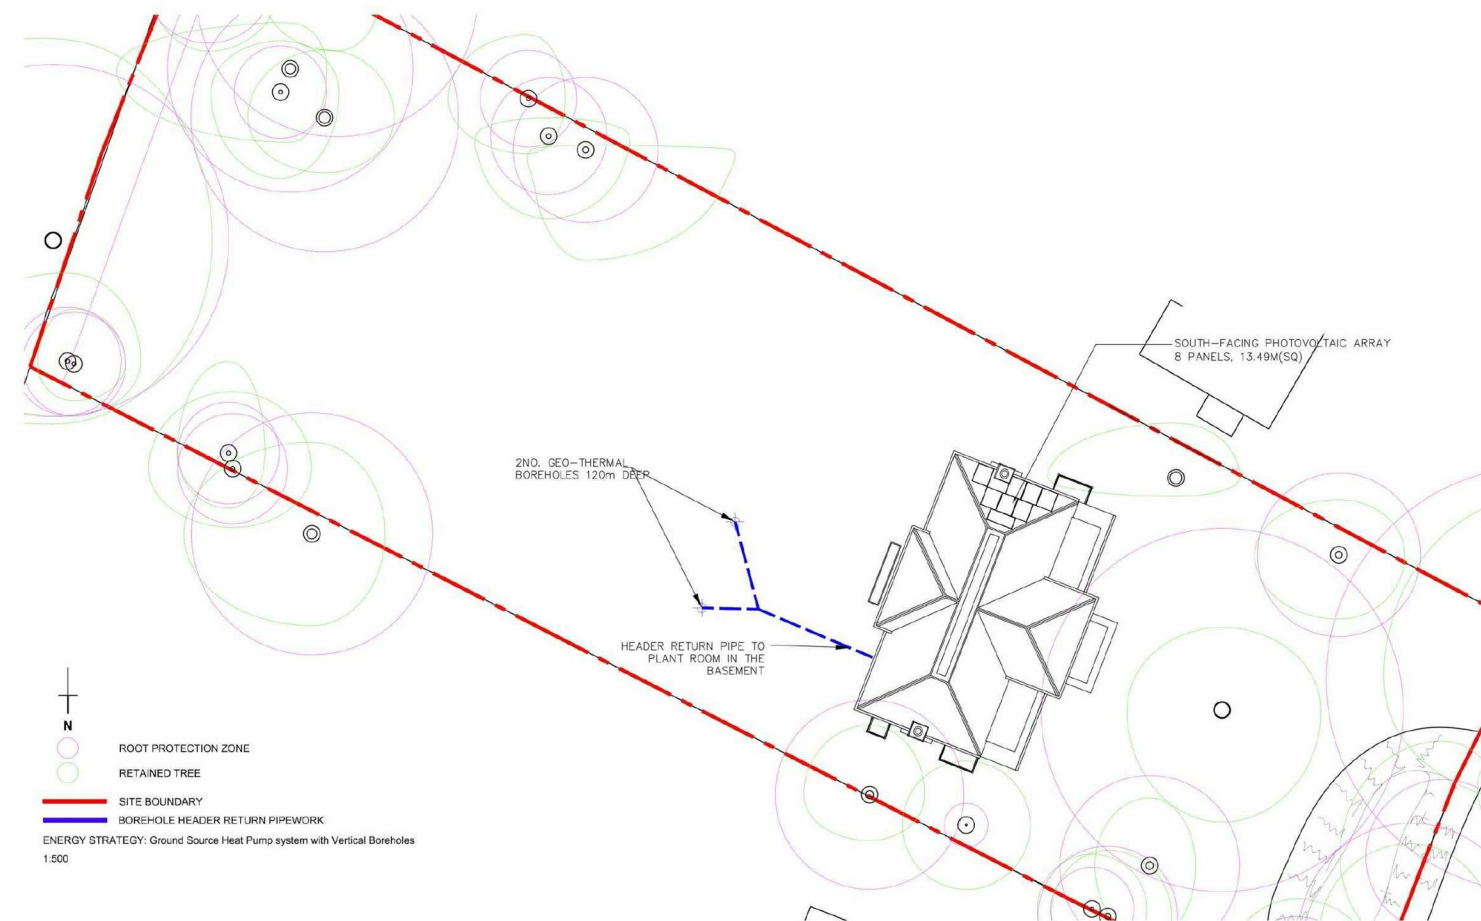 SOUTH-FACING PHOTOVOLTAIC ARRAY
8 PANELS, 13.49M(SQ)
2NO. GEO-THERMAL
BOREHOLES 120m DEEP
HEADER RETURN PIPE TO
PLANT ROOM IN THE
BASEMENT
N
ROOT PROTECTION ZONE
RETAINED TREE
SITE BOUNDARY
BOREHOLE HEADER RETURN PIPEWORK
ENERGY STRATEGY: Ground Source Heat Pump system with Vertical Boreholes
1:500